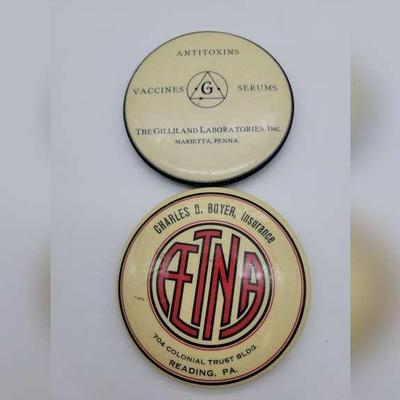 ANTITOXINS
VACCINES G SERUMS
THE GILLILAND LABORATORIES, INC.
MARIETTA, PENNA.
CHARLES D. BOYER, Insurance
ÆTNA
704 COLONIAL TRUST BLDG.
READING, PA.